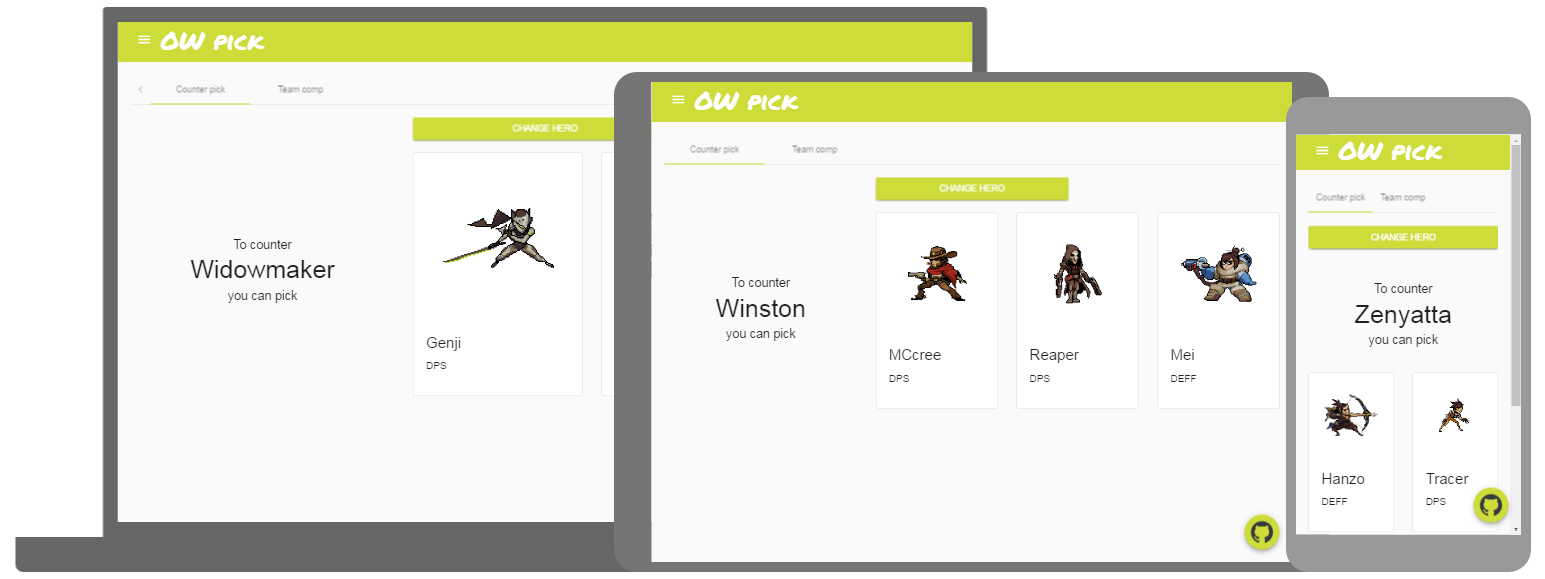 OW PICK
Counter pick
Team comp
CHANGE HERO
To counter
Widowmaker
you can pick
Genji
DPS
OW PICK
Counter pick
Team comp
CHANGE HERO
To counter
Winston
you can pick
MCcree
DPS
Reaper
DPS
Mei
DEFF
OW PICK
Counter pick
Team comp
CHANGE HERO
To counter
Zenyatta
you can pick
Hanzo
DEFF
Tracer
DPS